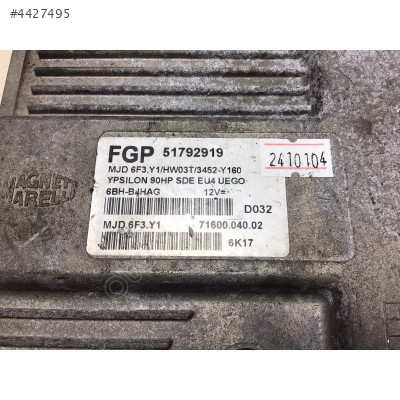 #4427495
FGP 51792919
MJD 6F3.Y1/HW03T/3452-Y160
YPSILON 90HP SDE EU4 UEGO
6BH-B4HAG 12V=
D032
MJD 6F3.Y1 71600.040.02
6K17
2410104
MAGNETI
MARELLI